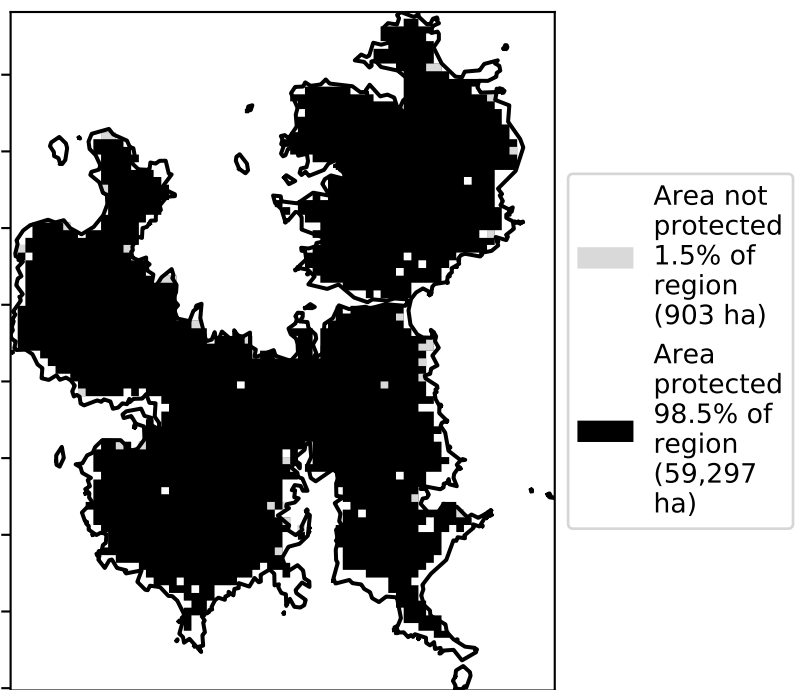 Area not
protected
1.5% of
region
(903 ha)
Area
protected
98.5% of
region
(59,297
ha)